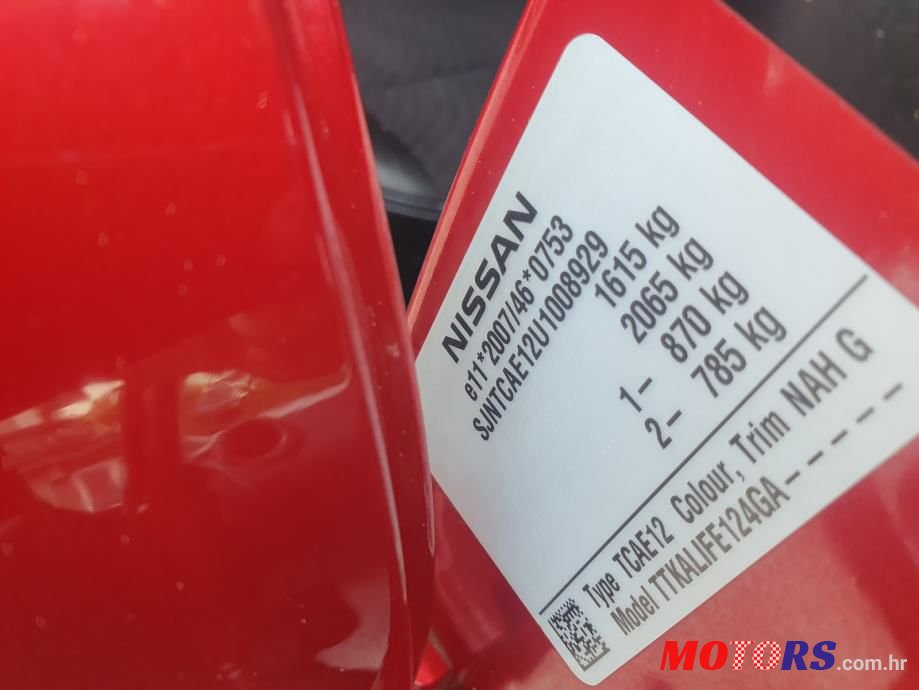 NISSAN
e11*2007/46*0753
SJNTCAE12U1008929
1615 kg
2065 kg
1- 870 kg
2- 785 kg
Type TCAE12 Colour, Trim NAH G
Model TTKALJFE124GA-----
MOTORS.com.hr